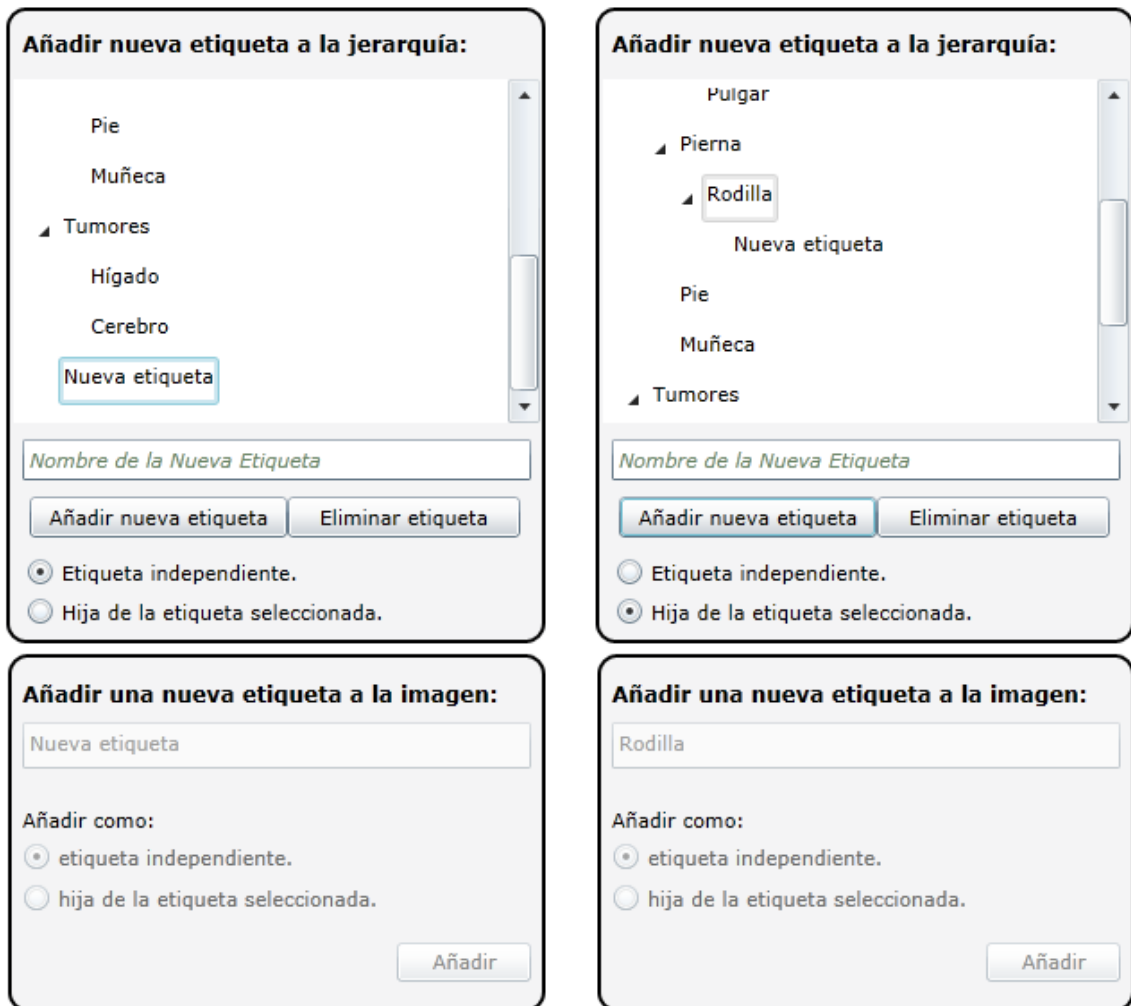 Añadir nueva etiqueta a la jerarquía:
Pie
Muñeca
Tumores
Hígado
Cerebro
Nueva etiqueta
Nombre de la Nueva Etiqueta
Añadir nueva etiqueta Eliminar etiqueta
Etiqueta independiente.
Hija de la etiqueta seleccionada.
Añadir una nueva etiqueta a la imagen:
Nueva etiqueta
Añadir como:
etiqueta independiente.
hija de la etiqueta seleccionada.
Añadir
Añadir nueva etiqueta a la jerarquía:
Pulgar
Pierna
Rodilla
Nueva etiqueta
Pie
Muñeca
Tumores
Nombre de la Nueva Etiqueta
Añadir nueva etiqueta Eliminar etiqueta
Etiqueta independiente.
Hija de la etiqueta seleccionada.
Añadir una nueva etiqueta a la imagen:
Rodilla
Añadir como:
etiqueta independiente.
hija de la etiqueta seleccionada.
Añadir